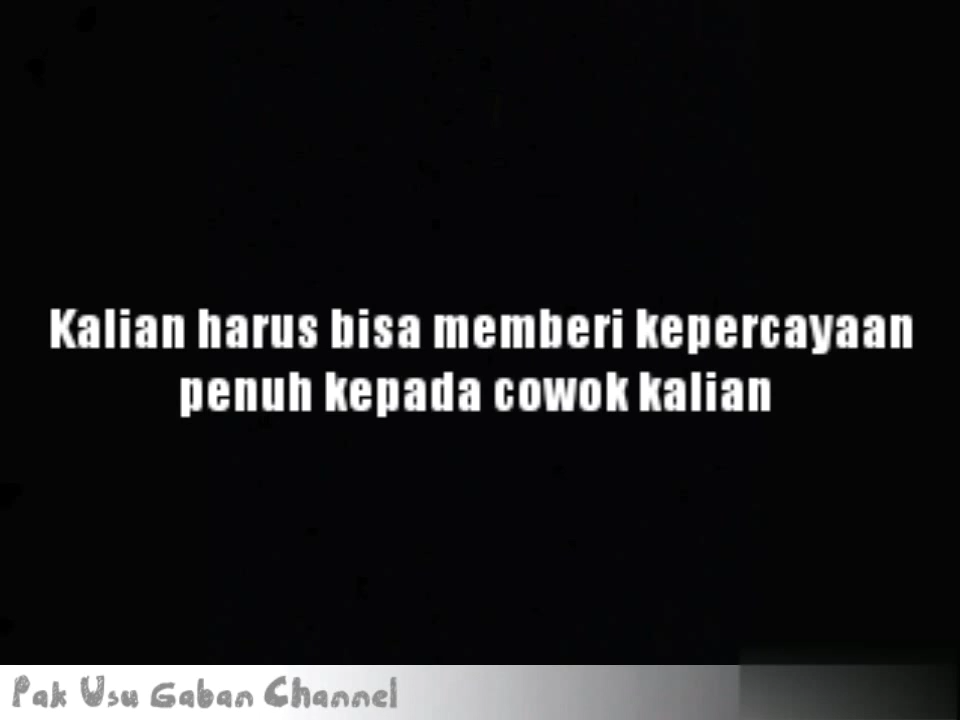 Kalian harus bisa memberi kepercayaan
penuh kepada cowok kalian
Pak Usu Gaban Channel